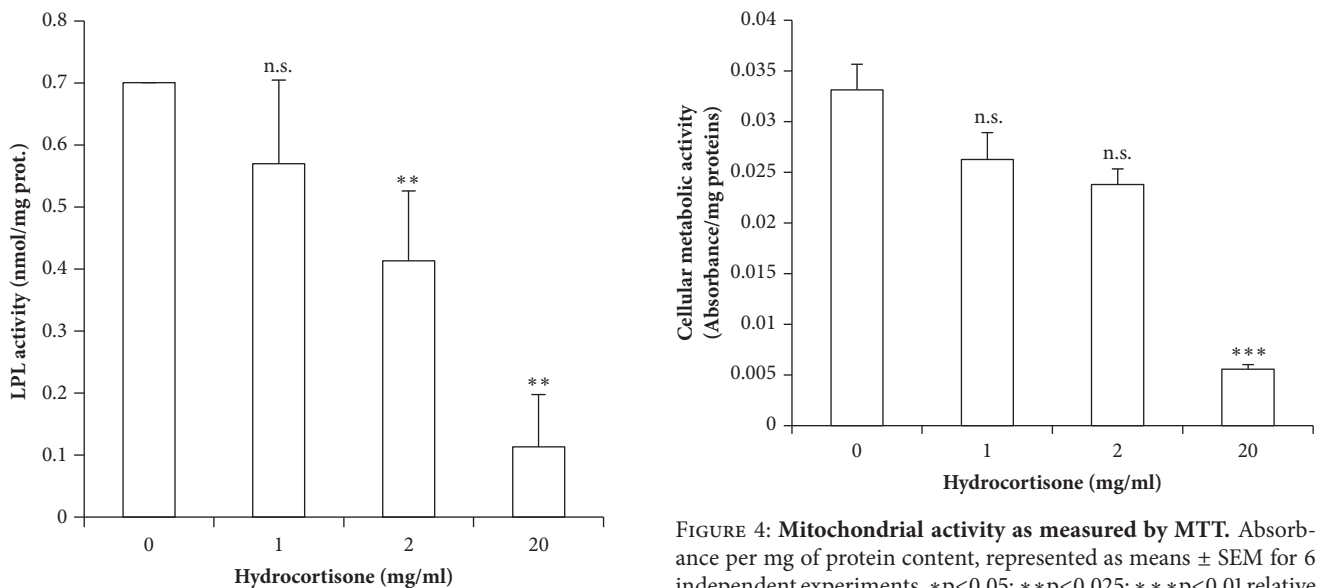 0.8
0.7
0.6
0.5
0.4
0.3
0.2
0.1
0
LPL activity (nmol/mg prot.)
n.s.
**
**
0 1 2 20
Hydrocortisone (mg/ml)
0.04
0.035
0.03
0.025
0.02
0.015
0.01
0.005
0
Cellular metabolic activity
(Absorbance/mg proteins)
n.s.
n.s.
***
0 1 2 20
Hydrocortisone (mg/ml)
FIGURE 4: Mitochondrial activity as measured by MTT. Absorb-
ance per mg of protein content, represented as means ± SEM for 6
independent experiments. *p<0.05; **p<0.025; ***p<0.01 relative